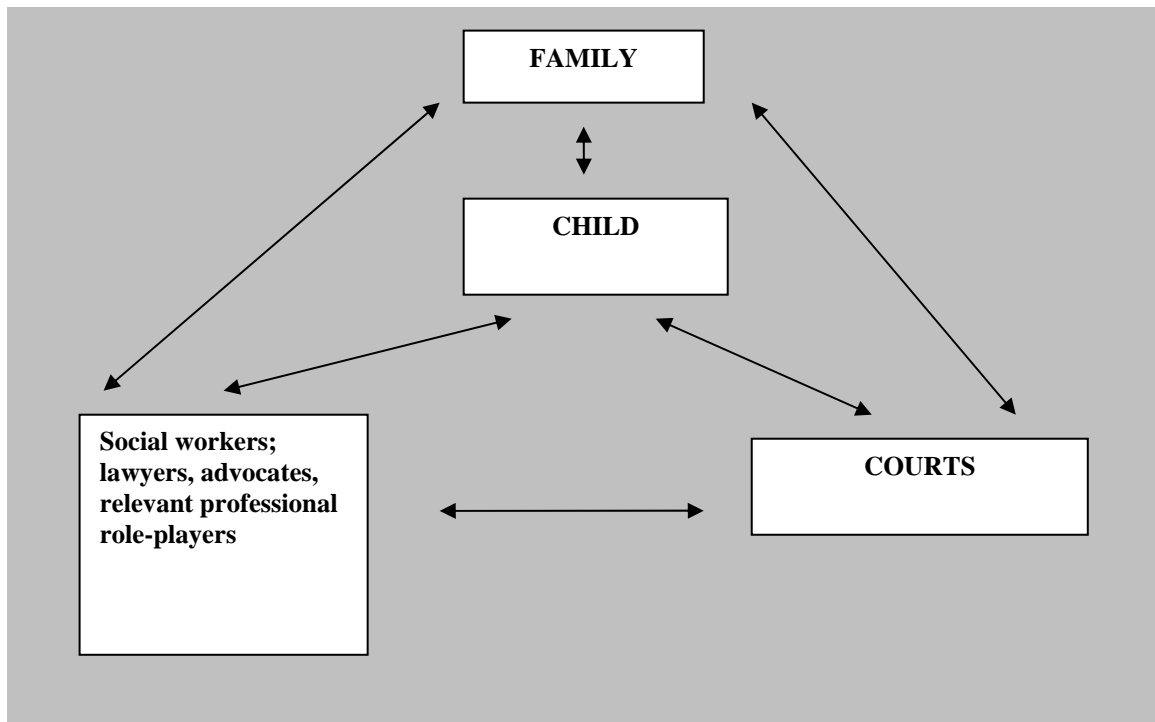 FAMILY
CHILD
Social workers;
lawyers, advocates,
relevant professional
role-players
COURTS